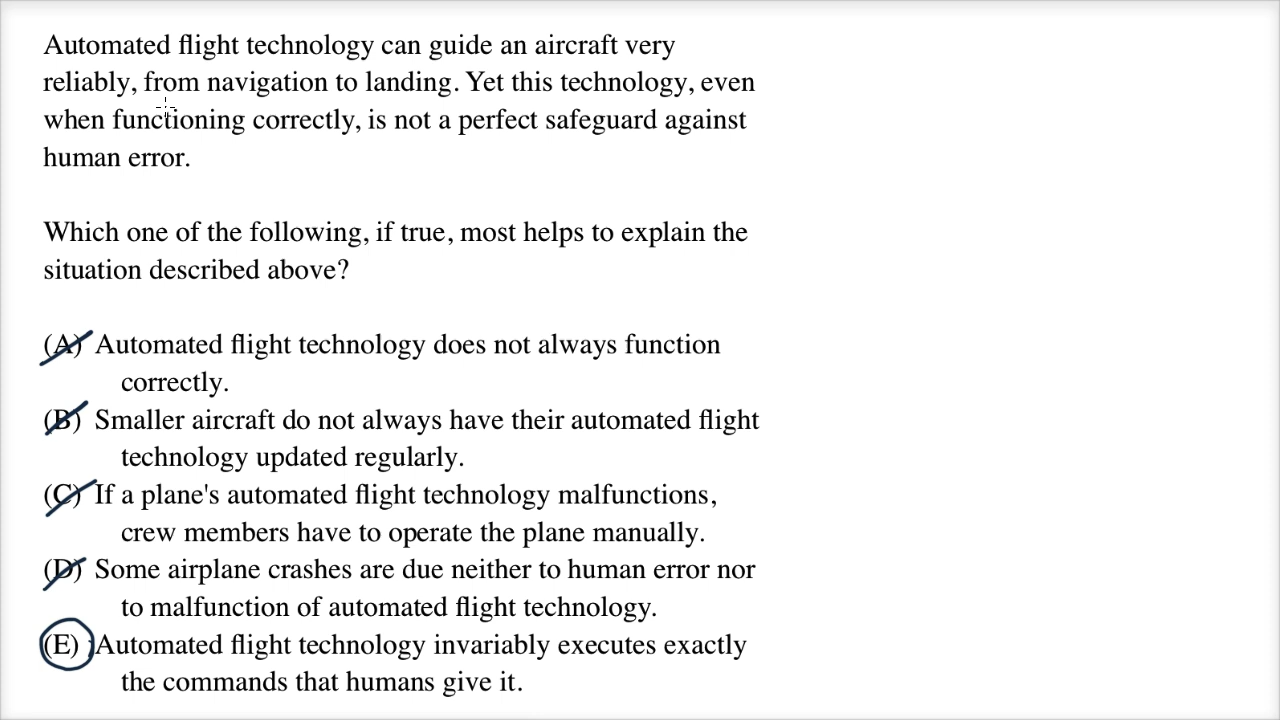 Automated flight technology can guide an aircraft very
reliably, from navigation to landing. Yet this technology, even
when functioning correctly, is not a perfect safeguard against
human error.
Which one of the following, if true, most helps to explain the
situation described above?
(A) Automated flight technology does not always function
correctly.
(B) Smaller aircraft do not always have their automated flight
technology updated regularly.
(C) If a plane's automated flight technology malfunctions,
crew members have to operate the plane manually.
(D) Some airplane crashes are due neither to human error nor
to malfunction of automated flight technology.
(E) Automated flight technology invariably executes exactly
the commands that humans give it.